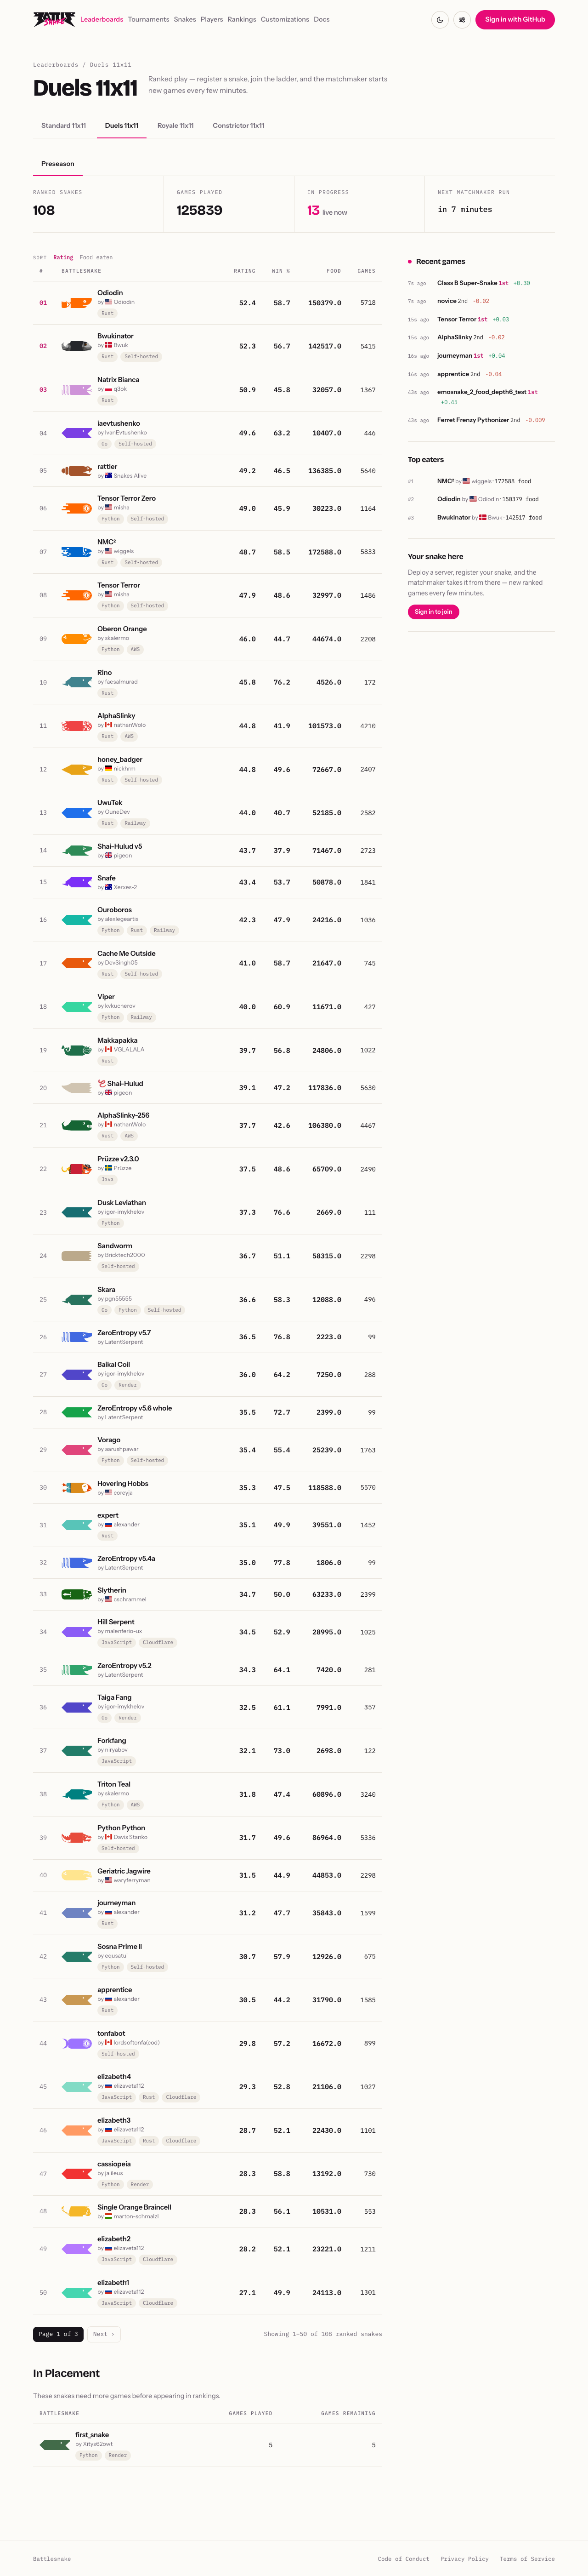 BATTLE SNAKE
Leaderboards Tournaments Snakes Players Rankings Customizations Docs
Sign in with GitHub
Leaderboards / Duels 11x11
Duels 11x11
Ranked play — register a snake, join the ladder, and the matchmaker starts
new games every few minutes.
Standard 11x11 Duels 11x11 Royale 11x11 Constrictor 11x11
Preseason
RANKED SNAKES GAMES PLAYED IN PROGRESS NEXT MATCHMAKER RUN
108 125839 13 live now in 7 minutes
SORT Rating Food eaten
# BATTLESNAKE RATING WIN % FOOD GAMES
01 Odiodin 52.4 58.7 150379.0 5718
by Odiodin
Rust
02 Bwukinator 52.3 56.7 142517.0 5415
by Bwuk
Rust Self-hosted
03 Natrix Bianca 50.9 45.8 32057.0 1367
by q3ok
Rust
04 iaevtushenko 49.6 63.2 10407.0 446
by IvanEvtushenko
Go Self-hosted
05 rattler 49.2 46.5 136385.0 5640
by Snakes Alive
06 Tensor Terror Zero 49.0 45.9 30223.0 1164
by misha
Python Self-hosted
07 NMC² 48.7 58.5 172588.0 5833
by wiggels
Rust Self-hosted
08 Tensor Terror 47.9 48.6 32997.0 1486
by misha
Python Self-hosted
09 Oberon Orange 46.0 44.7 44674.0 2208
by skalermo
Python AWS
10 Rino 45.8 76.2 4526.0 172
by faesalmurad
Rust
11 AlphaSlinky 44.8 41.9 101573.0 4210
by nathanWolo
Rust AWS
12 honey_badger 44.8 49.6 72667.0 2407
by nickhrm
Rust Self-hosted
13 UwuTek 44.0 40.7 52185.0 2582
by OuneDev
Rust Railway
14 Shai-Hulud v5 43.7 37.9 71467.0 2723
by pigeon
15 Snafe 43.4 53.7 50878.0 1841
by Xerxes-2
16 Ouroboros 42.3 47.9 24216.0 1036
by alexlegeartis
Python Rust Railway
17 Cache Me Outside 41.0 58.7 21647.0 745
by DevSingh05
Rust Self-hosted
18 Viper 40.0 60.9 11671.0 427
by kvkucherov
Python Railway
19 Makkapakka 39.7 56.8 24806.0 1022
by VGLALALA
Rust
20 Shai-Hulud 39.1 47.2 117836.0 5630
by pigeon
21 AlphaSlinky-256 37.7 42.6 106380.0 4467
by nathanWolo
Rust AWS
22 Prüzze v2.3.0 37.5 48.6 65709.0 2490
by Prüzze
Java
23 Dusk Leviathan 37.3 76.6 2669.0 111
by igor-imykhelov
Python
24 Sandworm 36.7 51.1 58315.0 2298
by Bricktech2000
Self-hosted
25 Skara 36.6 58.3 12088.0 496
by pgn55555
Go Python Self-hosted
26 ZeroEntropy v5.7 36.5 76.8 2223.0 99
by LatentSerpent
27 Baikal Coil 36.0 64.2 7250.0 288
by igor-imykhelov
Go Render
28 ZeroEntropy v5.6 whole 35.5 72.7 2399.0 99
by LatentSerpent
29 Vorago 35.4 55.4 25239.0 1763
by aarushpawar
Python Self-hosted
30 Hovering Hobbs 35.3 47.5 118588.0 5570
by coreyja
31 expert 35.1 49.9 39551.0 1452
by alexander
Rust
32 ZeroEntropy v5.4a 35.0 77.8 1806.0 99
by LatentSerpent
33 Slytherin 34.7 50.0 63233.0 2399
by cschrammel
34 Hill Serpent 34.5 52.9 28995.0 1025
by malenferio-ux
JavaScript Cloudflare
35 ZeroEntropy v5.2 34.3 64.1 7420.0 281
by LatentSerpent
36 Taiga Fang 32.5 61.1 7991.0 357
by igor-imykhelov
Go Render
37 Forkfang 32.1 73.0 2698.0 122
by niryabov
JavaScript
38 Triton Teal 31.8 47.4 60896.0 3240
by skalermo
Python AWS
39 Python Python 31.7 49.6 86964.0 5336
by Davis Stanko
Self-hosted
40 Geriatric Jagwire 31.5 44.9 44853.0 2298
by waryferryman
41 journeyman 31.2 47.7 35843.0 1599
by alexander
Rust
42 Sosna Prime II 30.7 57.9 12926.0 675
by equsatui
Python Self-hosted
43 apprentice 30.5 44.2 31790.0 1585
by alexander
Rust
44 tonfabot 29.8 57.2 16672.0 899
by lordsoftonfa(cod)
Self-hosted
45 elizabeth4 29.3 52.8 21106.0 1027
by elizaveta112
JavaScript Rust Cloudflare
46 elizabeth3 28.7 52.1 22430.0 1101
by elizaveta112
JavaScript Rust Cloudflare
47 cassiopeia 28.3 58.8 13192.0 730
by jalileus
Python Render
48 Single Orange Braincell 28.3 56.1 10531.0 553
by marton-schmalzl
49 elizabeth2 28.2 52.1 23221.0 1211
by elizaveta112
JavaScript Cloudflare
50 elizabeth1 27.1 49.9 24113.0 1301
by elizaveta112
JavaScript Cloudflare
Page 1 of 3 Next › Showing 1–50 of 108 ranked snakes
In Placement
These snakes need more games before appearing in rankings.
BATTLESNAKE GAMES PLAYED GAMES REMAINING
first_snake 5 5
by Xityx62owt
Python Render
Recent games
7s ago Class B Super-Snake 1st +0.30
7s ago novice 2nd -0.02
15s ago Tensor Terror 1st +0.03
15s ago AlphaSlinky 2nd -0.02
16s ago journeyman 1st +0.04
16s ago apprentice 2nd -0.04
43s ago emosnake_2_food_depth6_test 1st
+0.45
43s ago Ferret Frenzy Pythonizer 2nd -0.009
Top eaters
#1 NMC² by wiggels · 172588 food
#2 Odiodin by Odiodin · 150379 food
#3 Bwukinator by Bwuk · 142517 food
Your snake here
Deploy a server, register your snake, and the
matchmaker takes it from there — new ranked
games every few minutes.
Sign in to join
Battlesnake Code of Conduct Privacy Policy Terms of Service